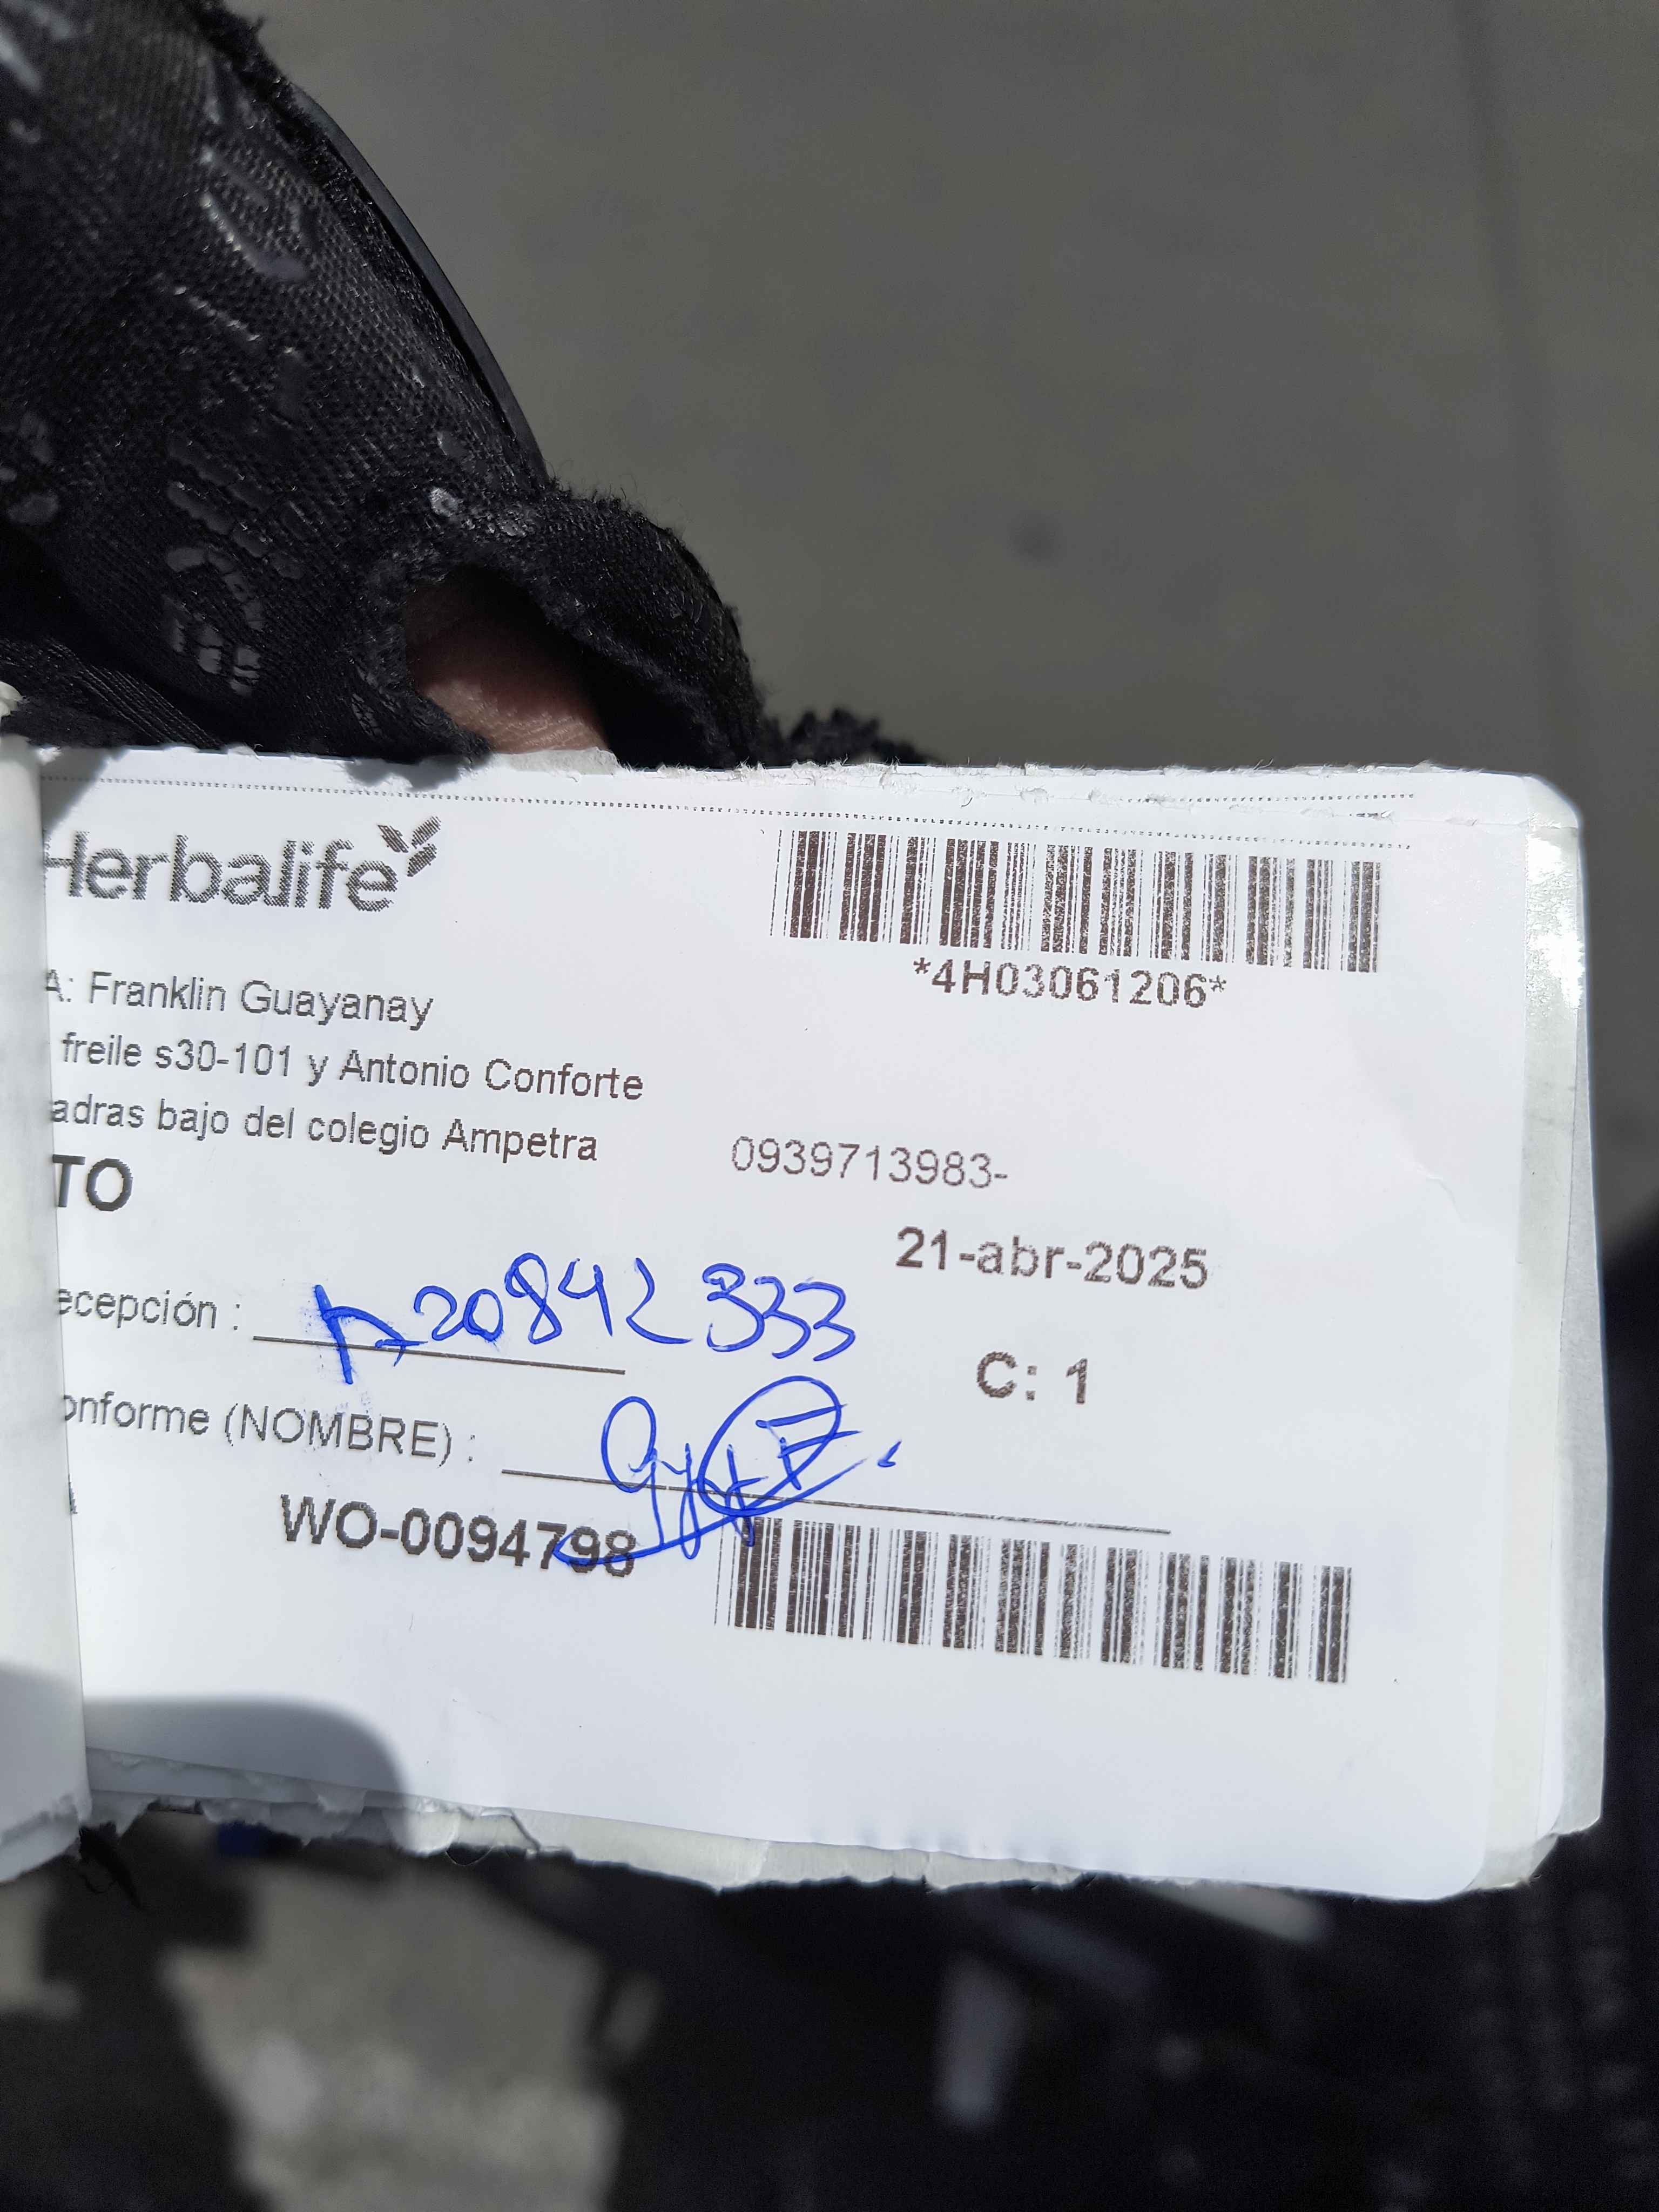 Herbalife
*4H03061206*
A: Franklin Guayanay
freile s30-101 y Antonio Conforte
adras bajo del colegio Ampetra
0939713983-
TO
21-abr-2025
ecepción : 1720842333
C: 1
onforme (NOMBRE) :
WO-0094798